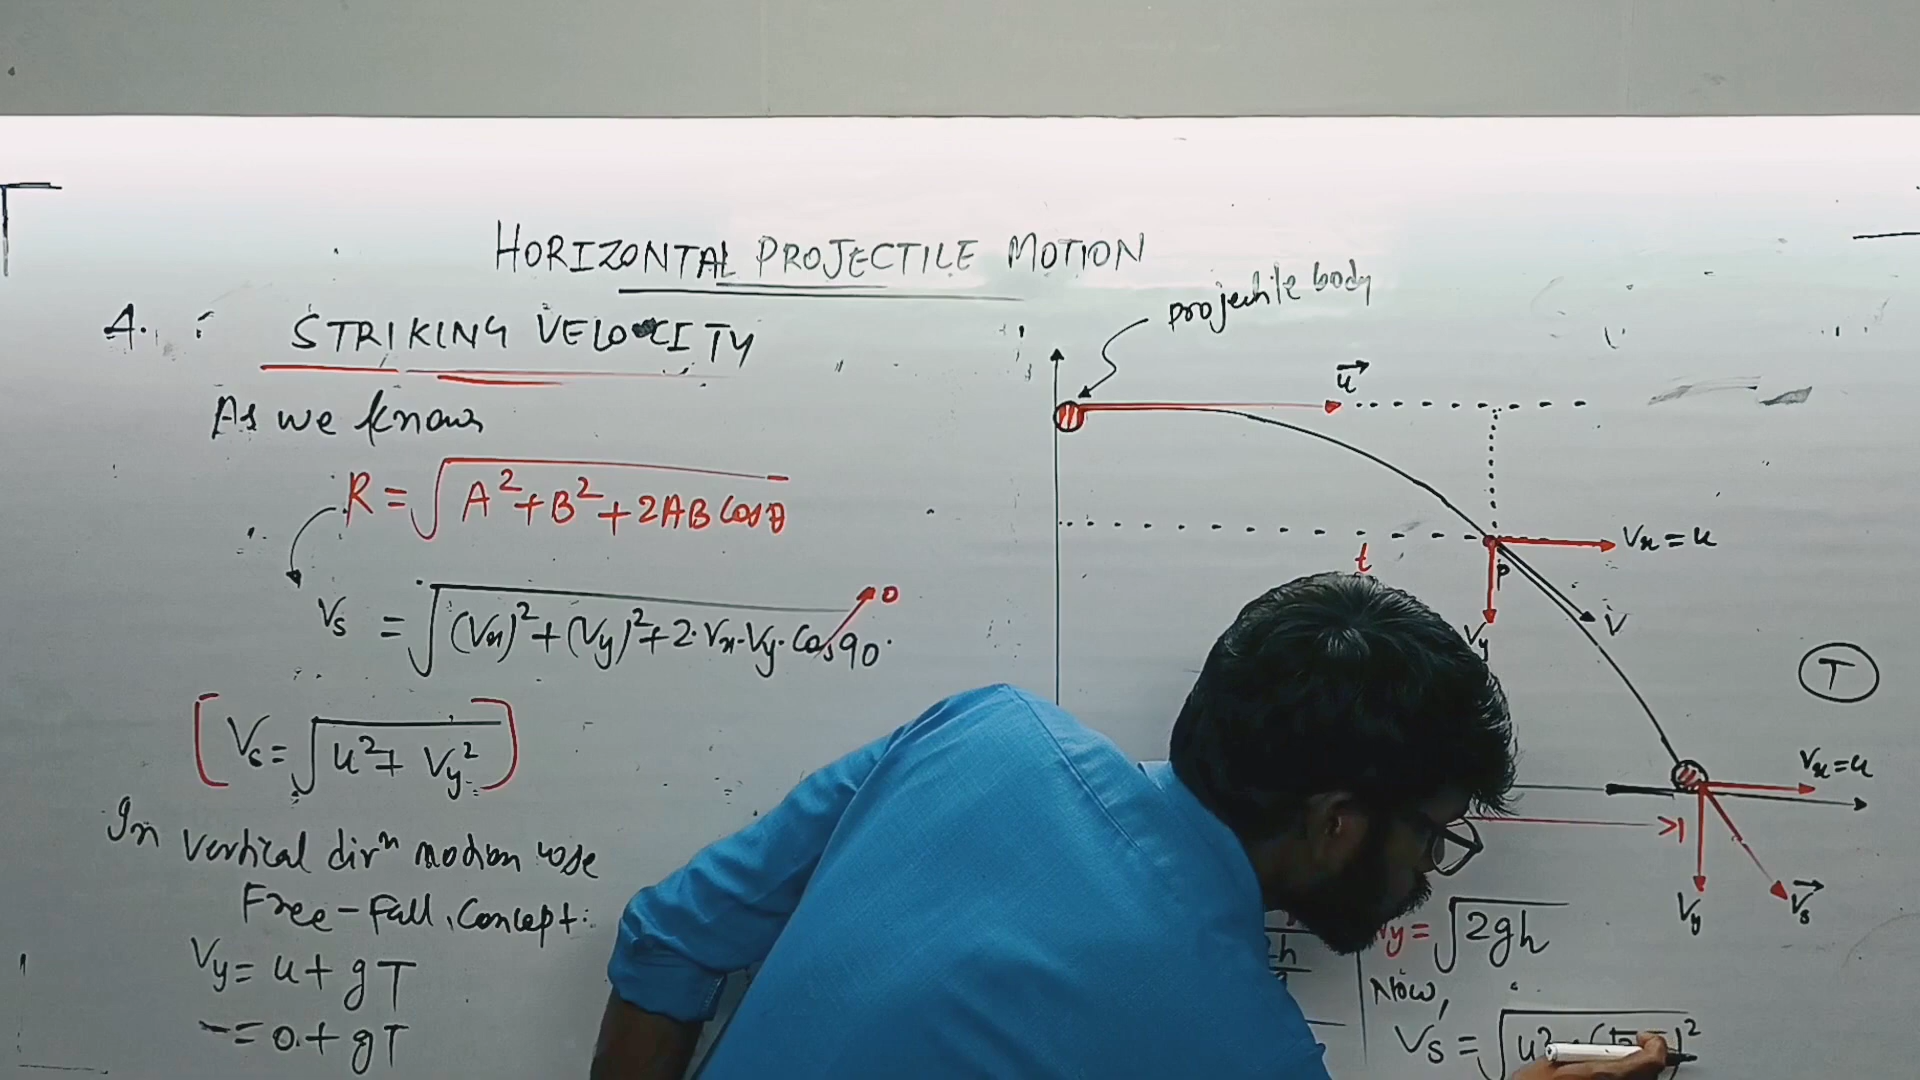 HORIZONTAL PROJECTILE MOTION
4. STRIKING VELOCITY
As we know
R = √A²+B²+2AB Cosθ
Vs = √(Vx)²+(Vy)²+2·Vx·Vy·Cos90·
0
[Vs = √u²+Vy²]
In vertical dirⁿ motion use
Free-Fall Concept:
Vy = u + gT
= 0 + gT
projectile body
u⃗
Vx = u
t
P
Vy
V
T
Vx = u
Vy
V⃗s
Vy = √2gh
Now,
Vs = √u²